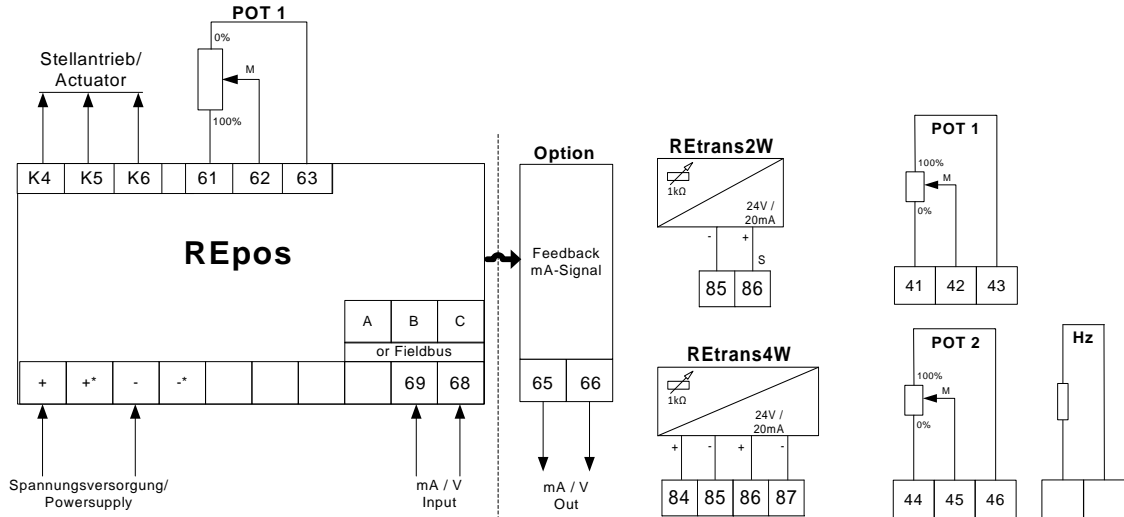 POT 1
0%
M
100%
Stellantrieb/
Actuator
K4 K5 K6 61 62 63
REpos
A B C
or Fieldbus
+ +* - -* 69 68
Spannungsversorgung/
Powersupply
mA / V
Input
Option
Feedback
mA-Signal
65 66
mA / V
Out
REtrans2W
1kΩ
24V /
20mA
- +
S
85 86
REtrans4W
1kΩ
24V /
20mA
+ - + -
84 85 86 87
POT 1
100%
M
0%
41 42 43
POT 2
100%
M
0%
44 45 46
Hz